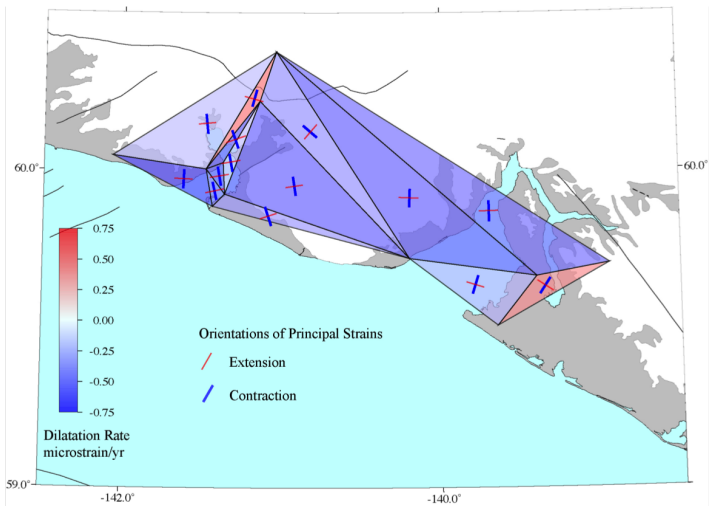 60.0°
60.0°
0.75
0.50
0.25
0.00
-0.25
-0.50
-0.75
Orientations of Principal Strains
Extension
Contraction
Dilatation Rate
microstrain/yr
59.0°
-142.0°
-140.0°